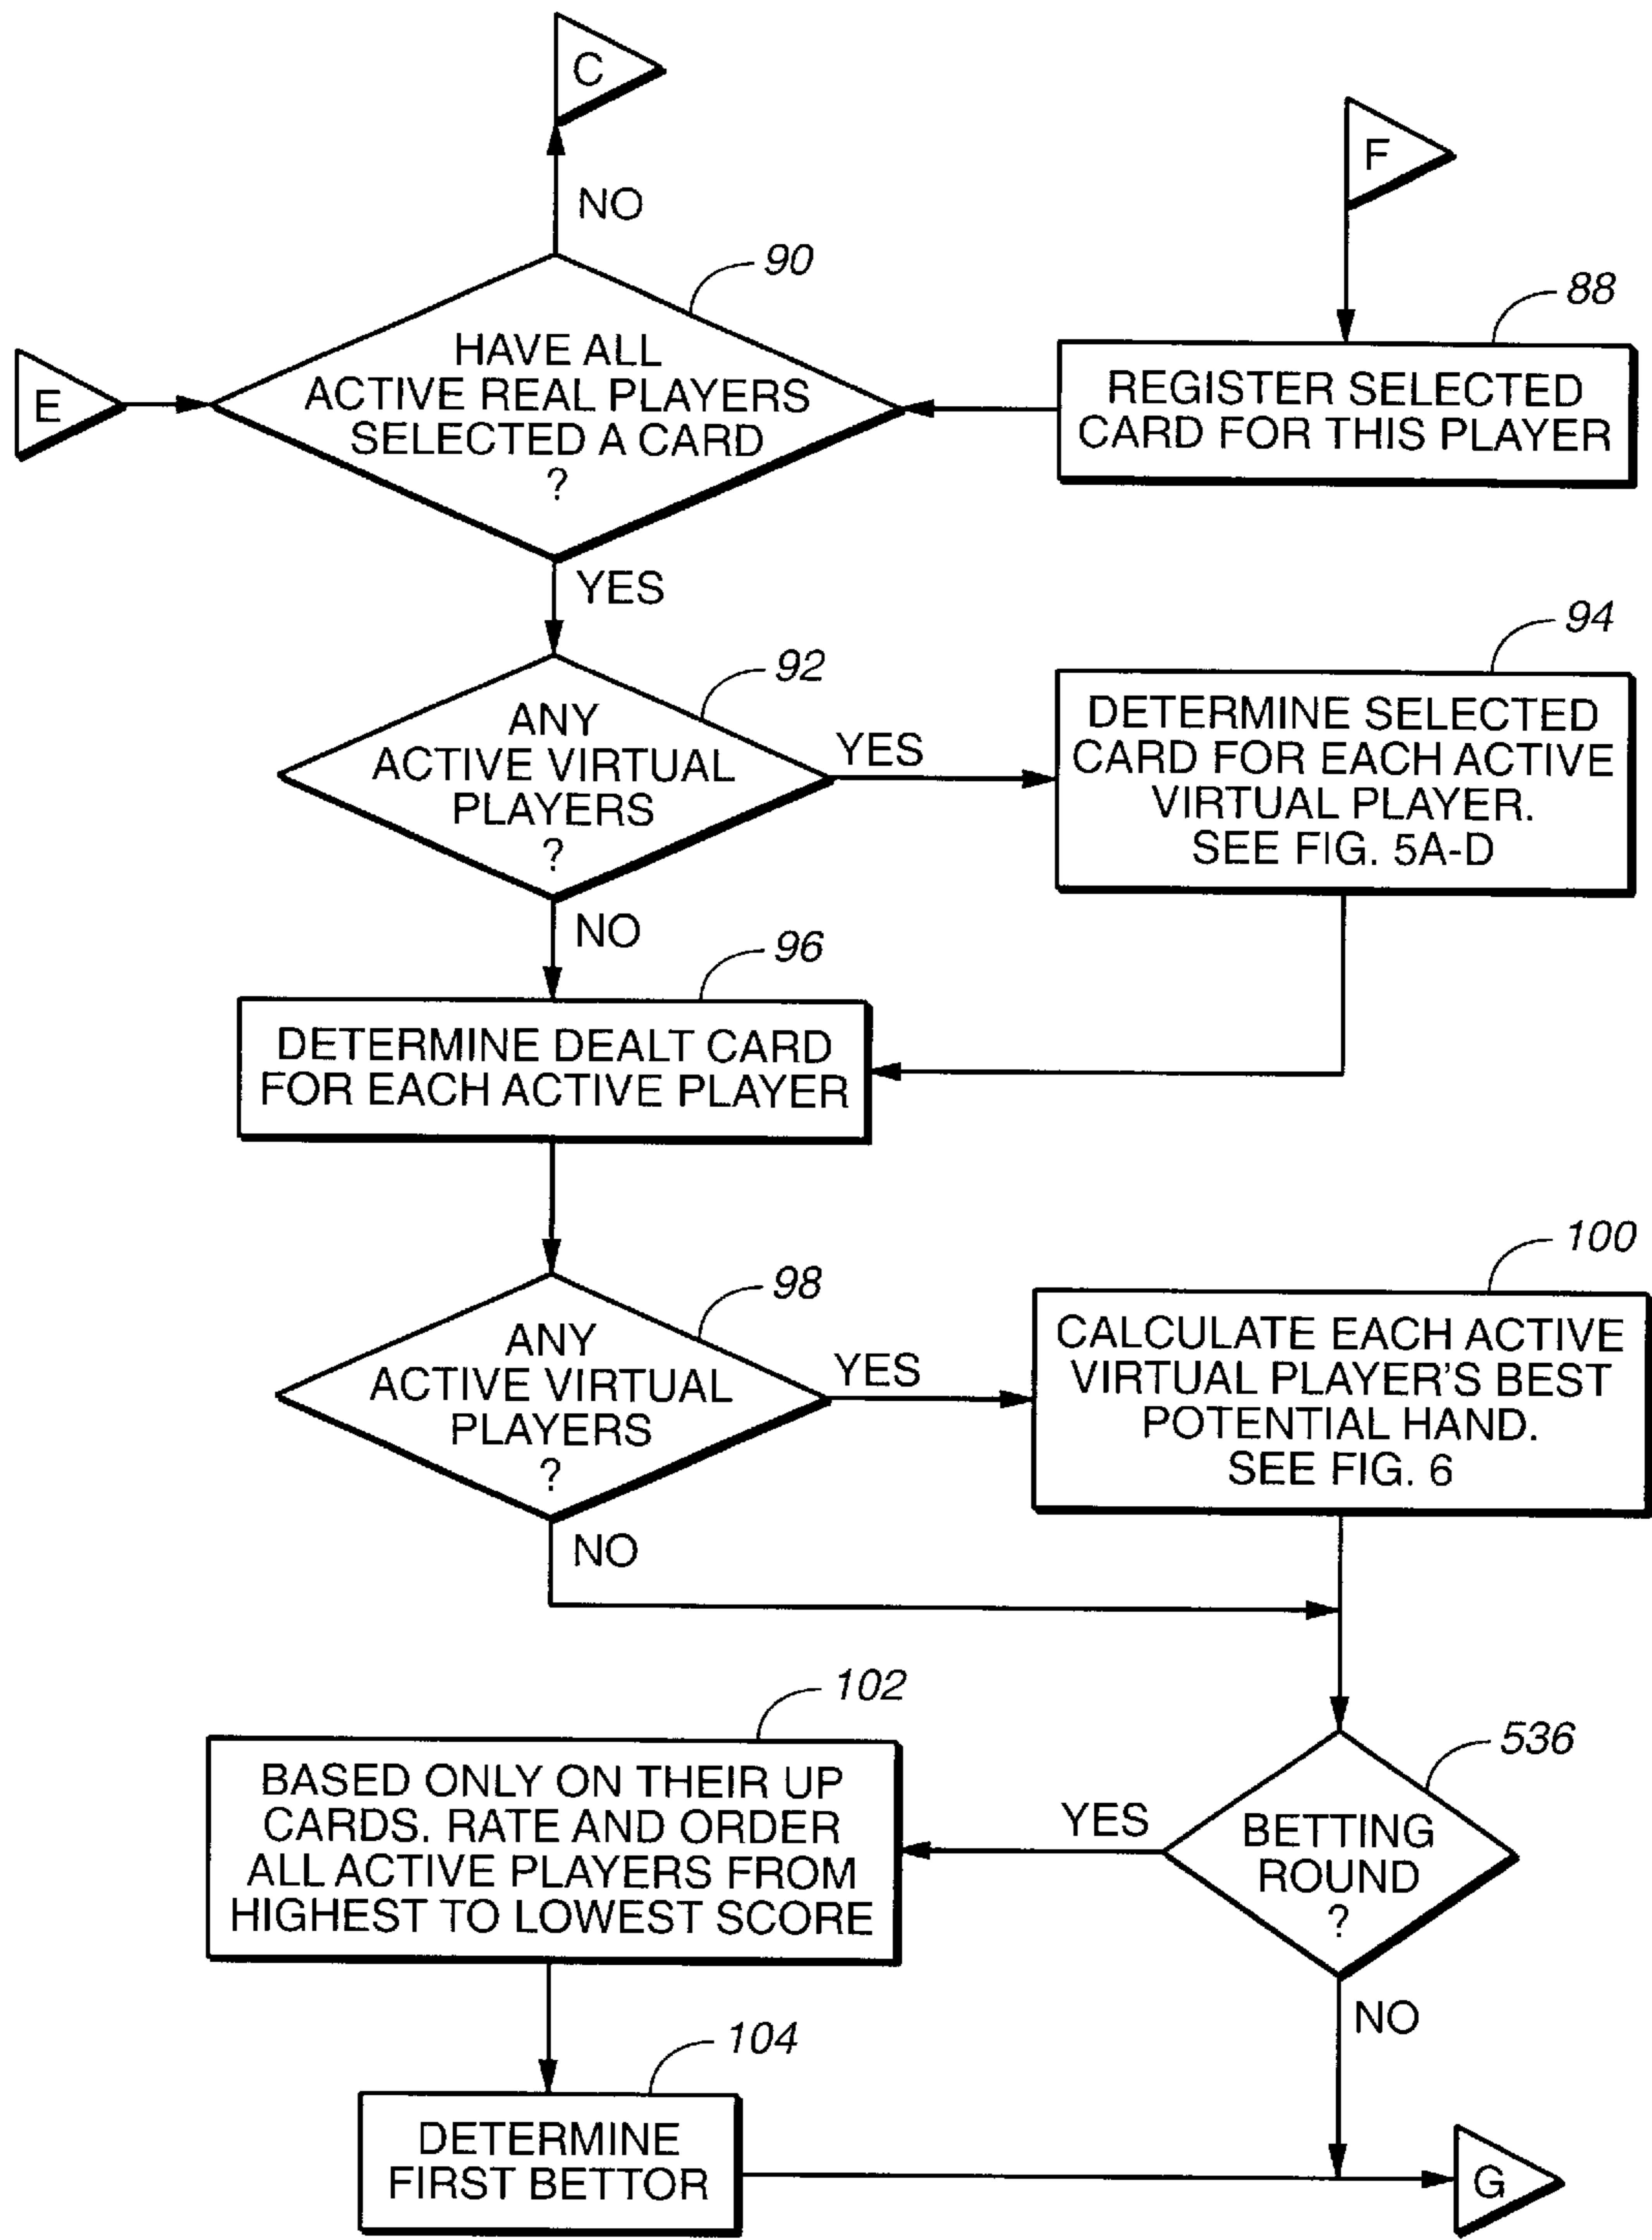 C
F
NO
90
88
E
HAVE ALL
ACTIVE REAL PLAYERS
SELECTED A CARD
?
REGISTER SELECTED
CARD FOR THIS PLAYER
YES
94
92
ANY
ACTIVE VIRTUAL
PLAYERS
?
YES
DETERMINE SELECTED
CARD FOR EACH ACTIVE
VIRTUAL PLAYER.
SEE FIG. 5A-D
NO
96
DETERMINE DEALT CARD
FOR EACH ACTIVE PLAYER
100
98
ANY
ACTIVE VIRTUAL
PLAYERS
?
YES
CALCULATE EACH ACTIVE
VIRTUAL PLAYER'S BEST
POTENTIAL HAND.
SEE FIG. 6
NO
102
536
BASED ONLY ON THEIR UP
CARDS. RATE AND ORDER
ALL ACTIVE PLAYERS FROM
HIGHEST TO LOWEST SCORE
YES
BETTING
ROUND
?
NO
104
DETERMINE
FIRST BETTOR
G